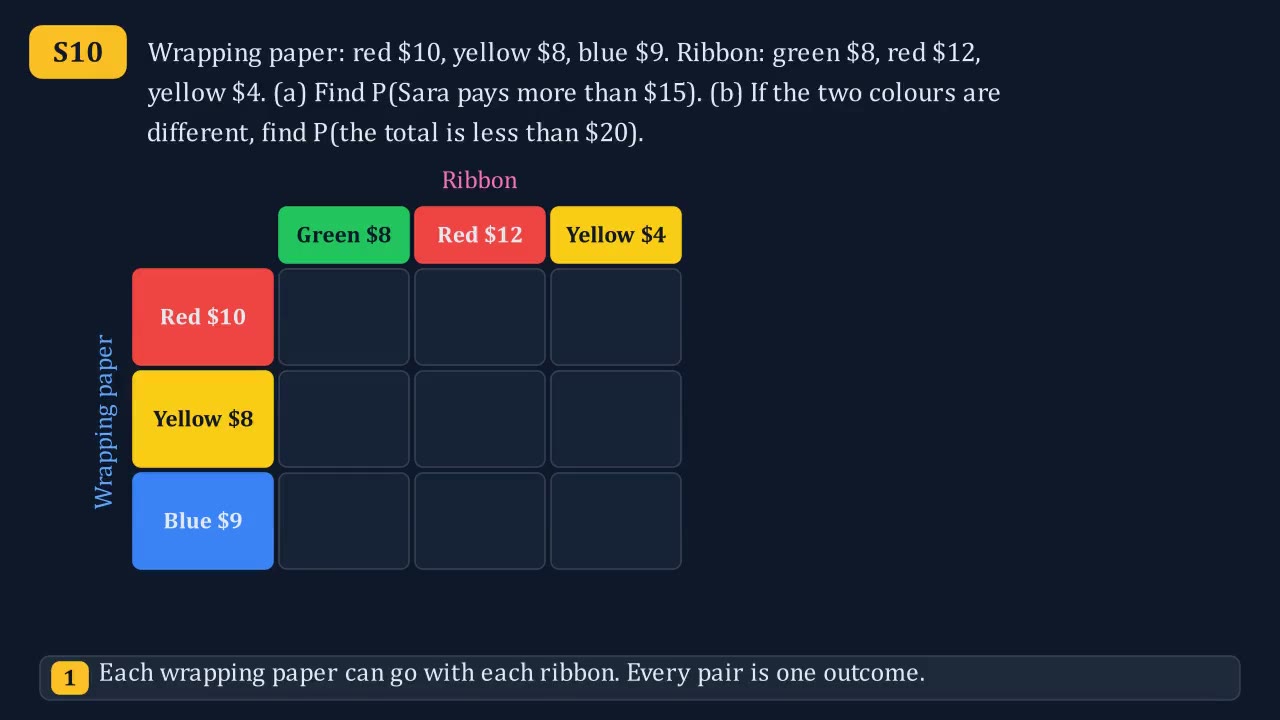 S10
Wrapping paper: red $10, yellow $8, blue $9. Ribbon: green $8, red $12,
yellow $4. (a) Find P(Sara pays more than $15). (b) If the two colours are
different, find P(the total is less than $20).
Ribbon
Green $8 Red $12 Yellow $4
Wrapping paper
Red $10
Yellow $8
Blue $9
1 Each wrapping paper can go with each ribbon. Every pair is one outcome.